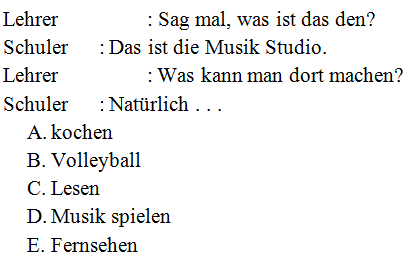 Lehrer : Sag mal, was ist das den?
Schuler : Das ist die Musik Studio.
Lehrer : Was kann man dort machen?
Schuler : Natürlich . . .
A. kochen
B. Volleyball
C. Lesen
D. Musik spielen
E. Fernsehen